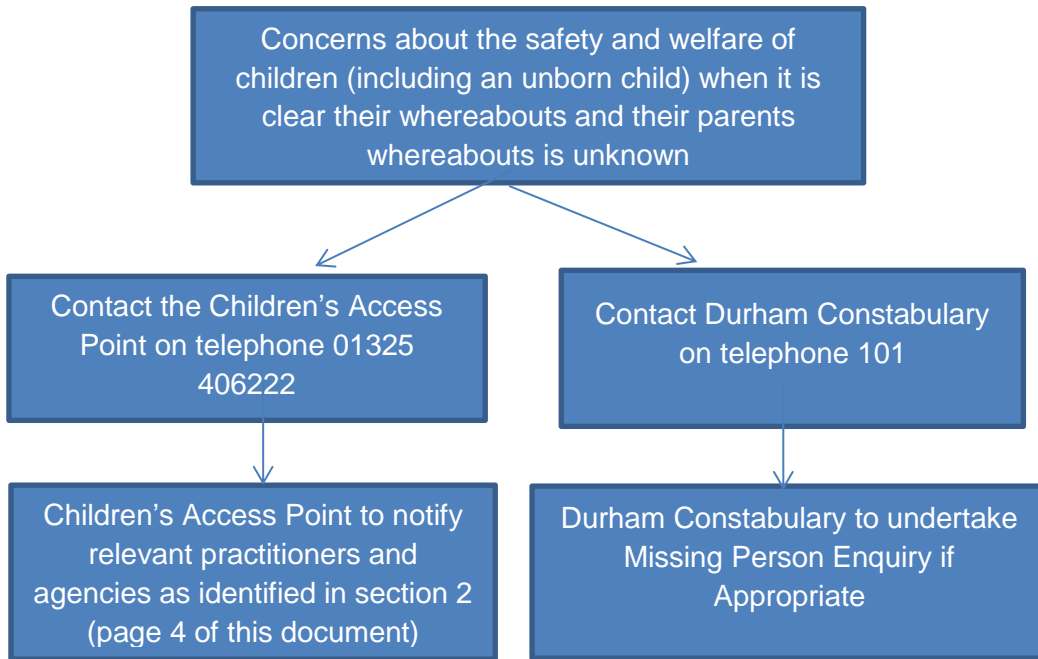 Concerns about the safety and welfare of
children (including an unborn child) when it is
clear their whereabouts and their parents
whereabouts is unknown
Contact the Children’s Access
Point on telephone 01325
406222
Contact Durham Constabulary
on telephone 101
Children’s Access Point to notify
relevant practitioners and
agencies as identified in section 2
(page 4 of this document)
Durham Constabulary to undertake
Missing Person Enquiry if
Appropriate